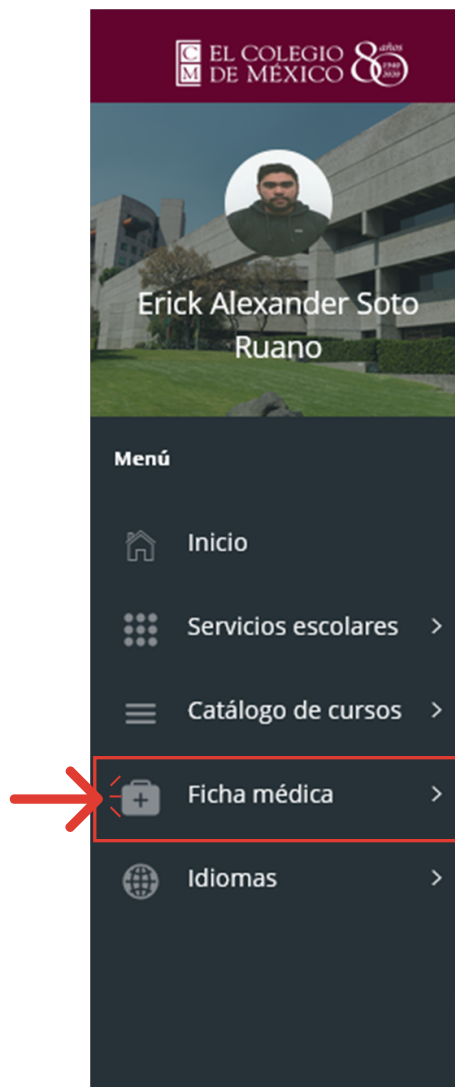 C M EL COLEGIO DE MÉXICO 80 años 1940 2020
Erick Alexander Soto
Ruano
Menú
Inicio
Servicios escolares
Catálogo de cursos
Ficha médica
Idiomas